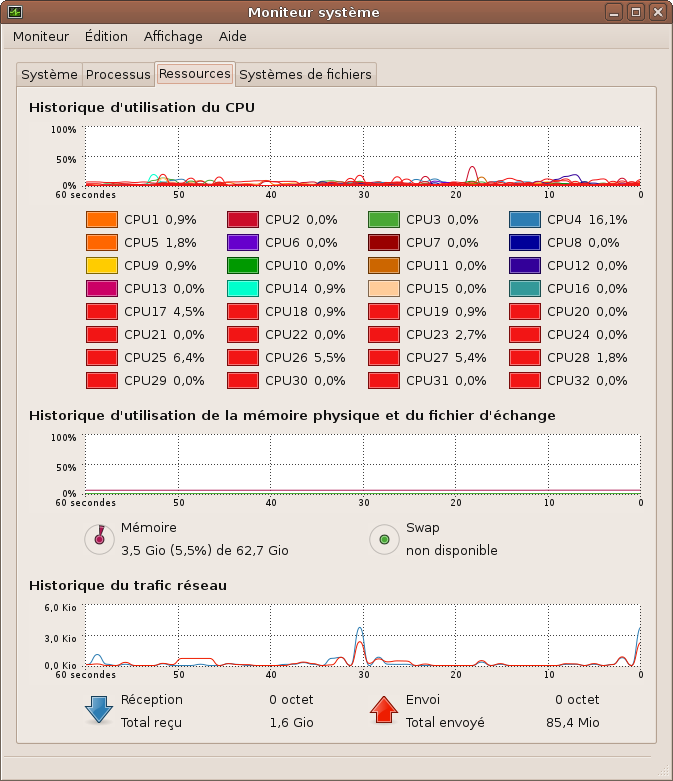 Moniteur système
Moniteur Édition Affichage Aide
Système Processus Ressources Systèmes de fichiers
Historique d'utilisation du CPU
100%
50%
0%
60 secondes 50 40 30 20 10 0
CPU1 0,9% CPU2 0,0% CPU3 0,0% CPU4 16,1%
CPU5 1,8% CPU6 0,0% CPU7 0,0% CPU8 0,0%
CPU9 0,9% CPU10 0,0% CPU11 0,0% CPU12 0,0%
CPU13 0,0% CPU14 0,9% CPU15 0,0% CPU16 0,0%
CPU17 4,5% CPU18 0,9% CPU19 0,9% CPU20 0,0%
CPU21 0,0% CPU22 0,0% CPU23 2,7% CPU24 0,0%
CPU25 6,4% CPU26 5,5% CPU27 5,4% CPU28 1,8%
CPU29 0,0% CPU30 0,0% CPU31 0,0% CPU32 0,0%
Historique d'utilisation de la mémoire physique et du fichier d'échange
100%
50%
0%
60 secondes 50 40 30 20 10 0
Mémoire Swap
3,5 Gio (5,5%) de 62,7 Gio non disponible
Historique du trafic réseau
6,0 Kio
3,0 Kio
0,0 Kio
60 secondes 50 40 30 20 10 0
Réception 0 octet Envoi 0 octet
Total reçu 1,6 Gio Total envoyé 85,4 Mio